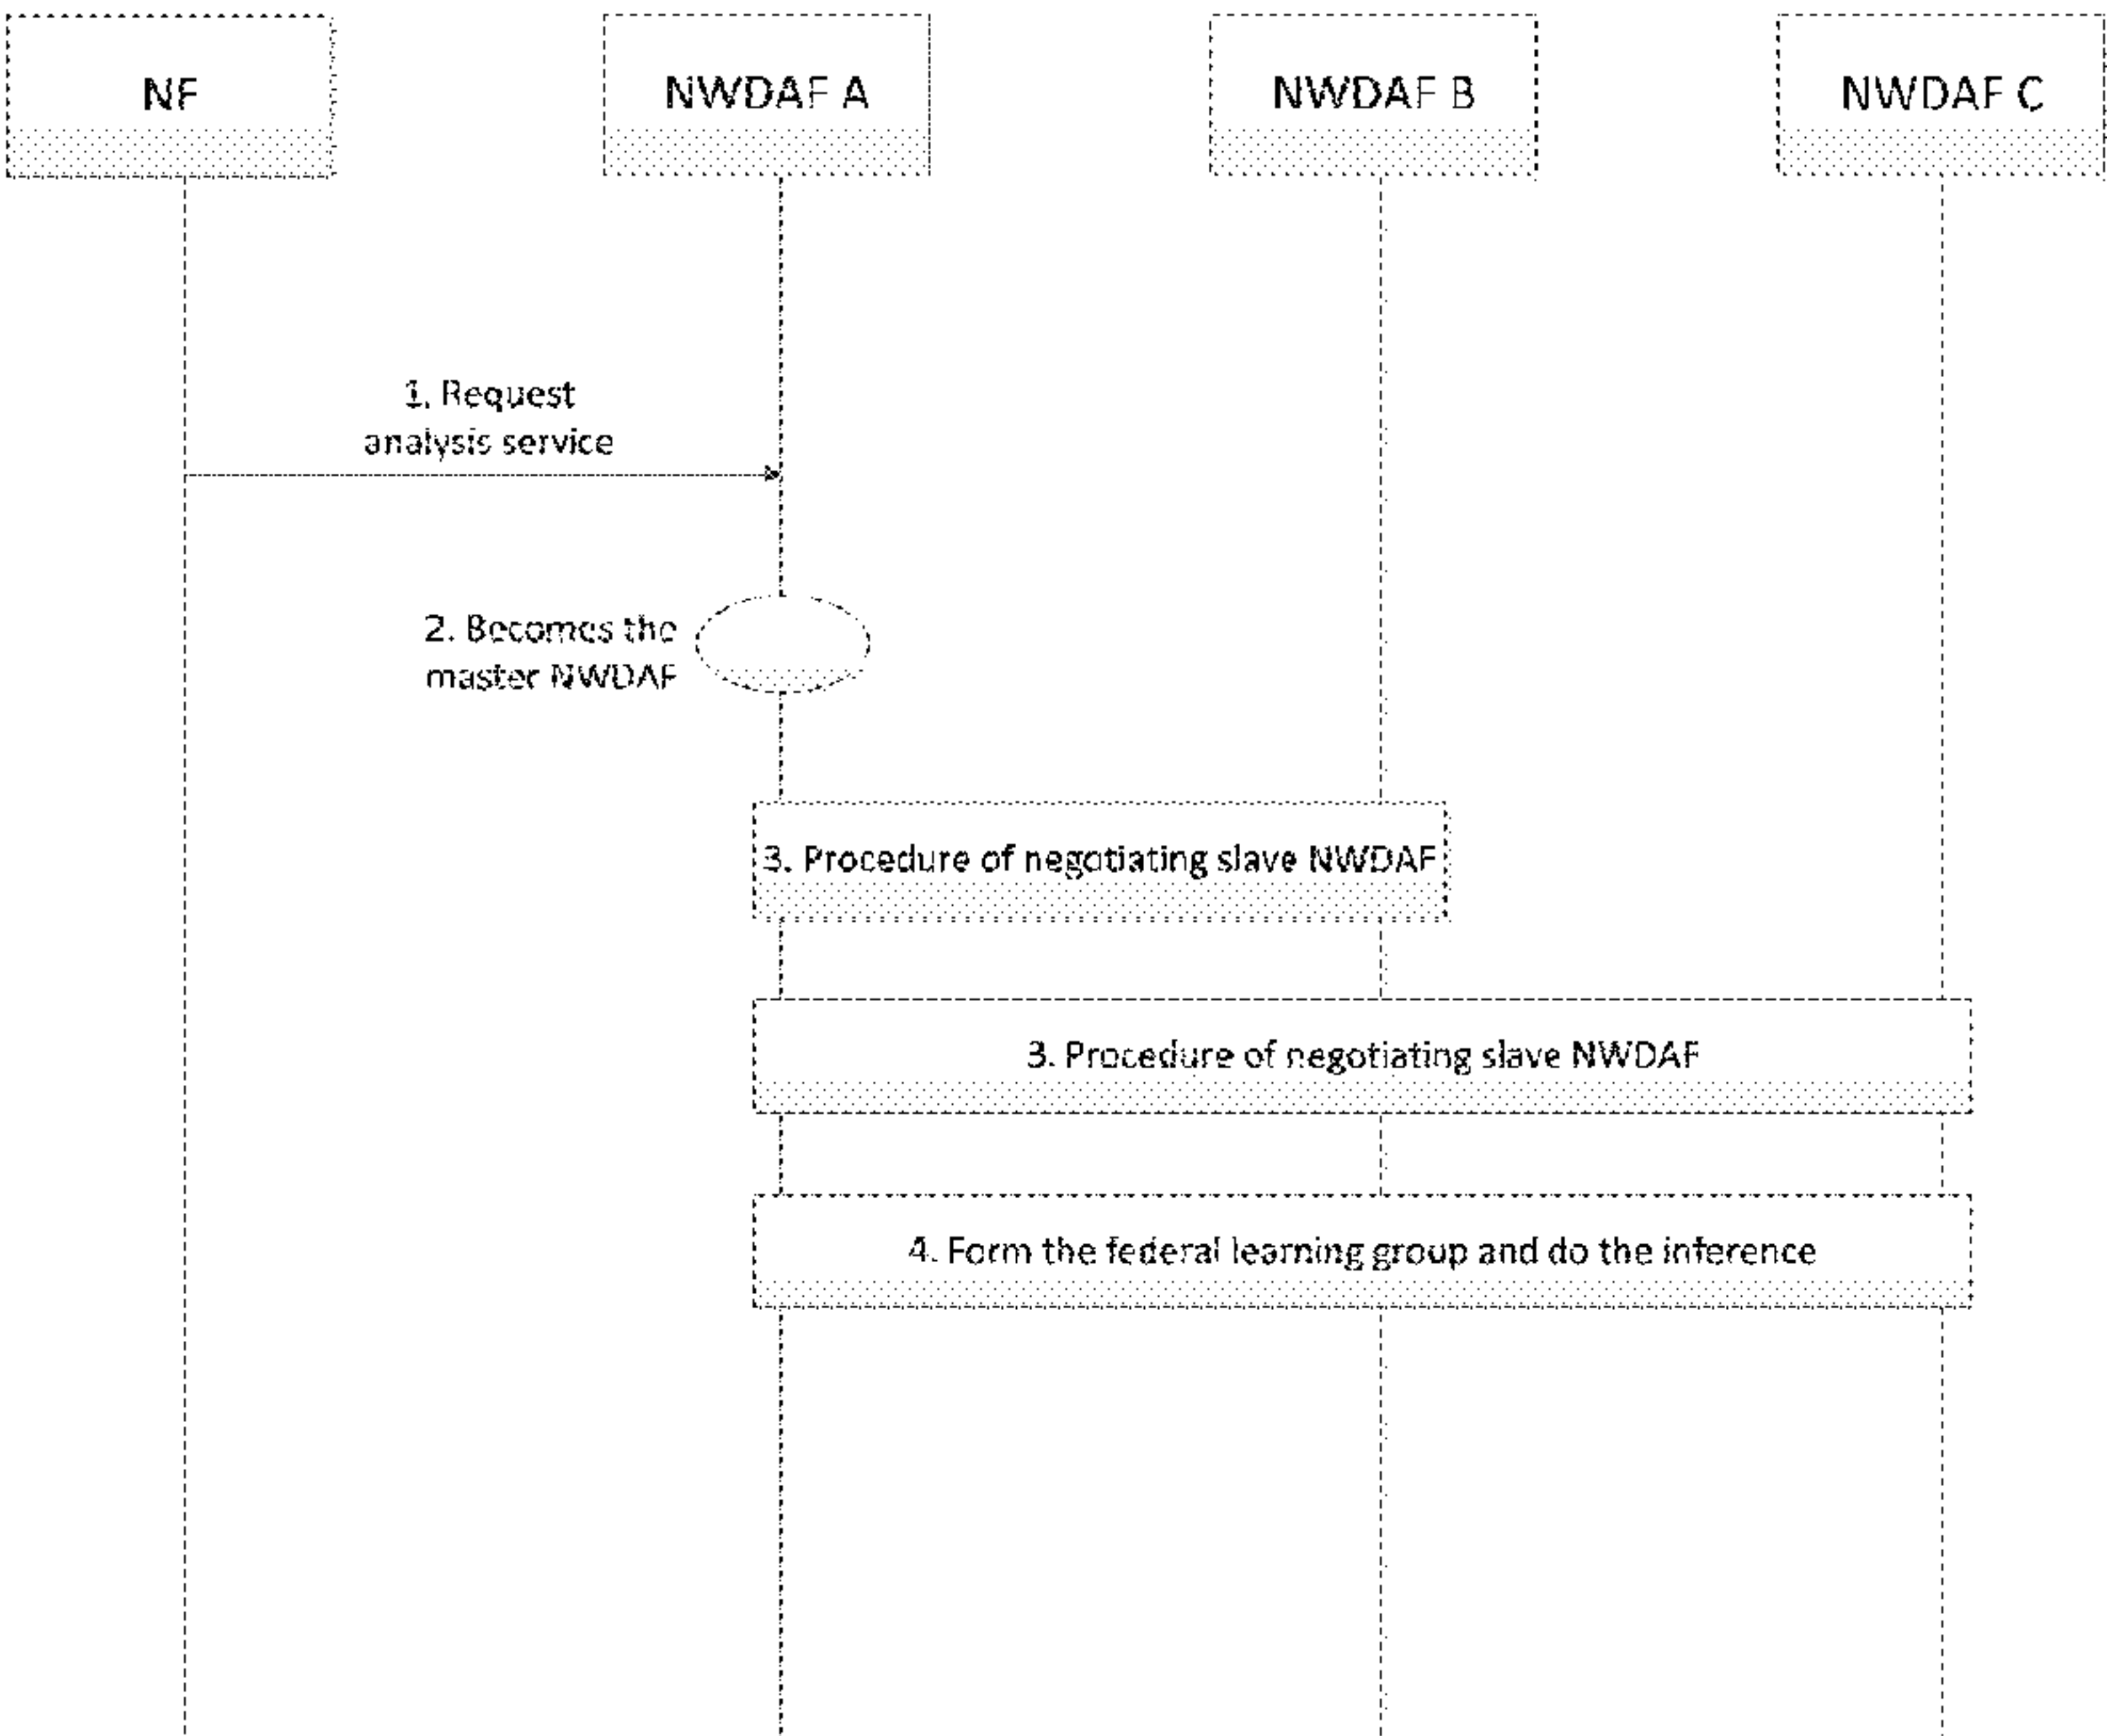 NF
NWDAF A
NWDAF B
NWDAF C
1. Request
analysis service
2. Becomes the
master NWDAF
3. Procedure of negotiating slave NWDAF
3. Procedure of negotiating slave NWDAF
4. Form the federal learning group and do the inference